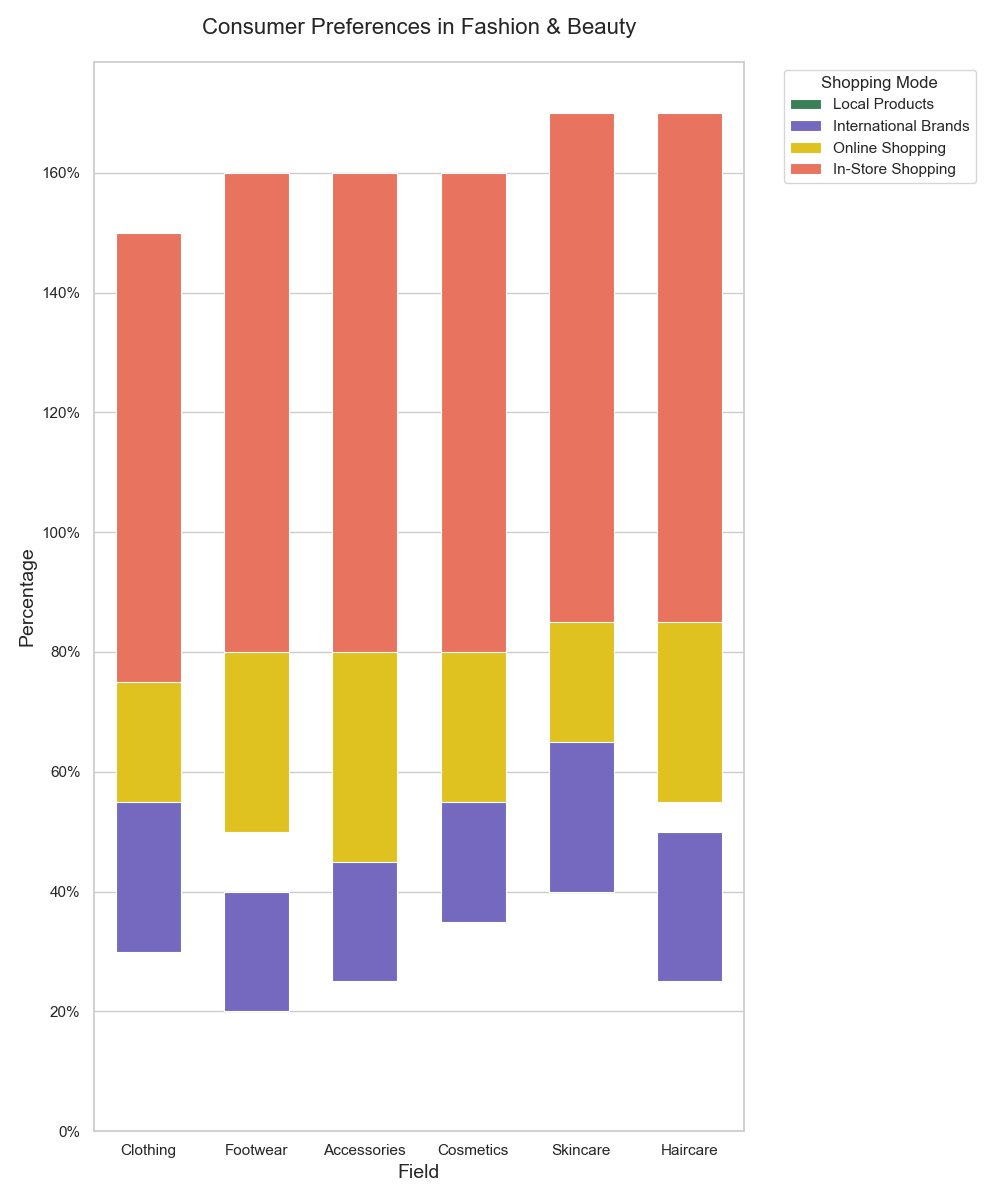 Consumer Preferences in Fashion & Beauty
Shopping Mode
Local Products
International Brands
Online Shopping
In-Store Shopping
160%
140%
120%
100%
80%
60%
40%
20%
0%
Percentage
Clothing Footwear Accessories Cosmetics Skincare Haircare
Field